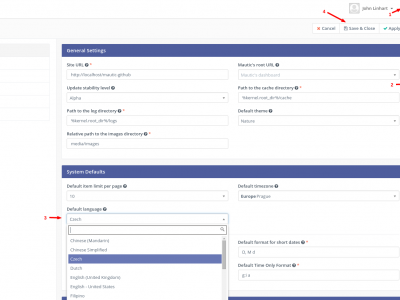 4
1
John Linhart
Cancel
Save & Close
Apply
General Settings
Site URL *
Mautic's root URL
http://localhost/mautic-github
Mautic's dashboard
2
Update stability level
Path to the cache directory *
Alpha
%kernel.root_dir%/cache
Path to the log directory *
Default theme *
%kernel.root_dir%/logs
Nature
Relative path to the images directory *
media/images
System Defaults
Default item limit per page
Default timezone
10
Europe Prague
Default language
3
Czech
Chinese (Mandarin)
Default format for short dates *
Chinese Simplified
D, M d
Czech
Dutch
Default Time Only Format *
English (United Kingdom)
English - United States
Filipino